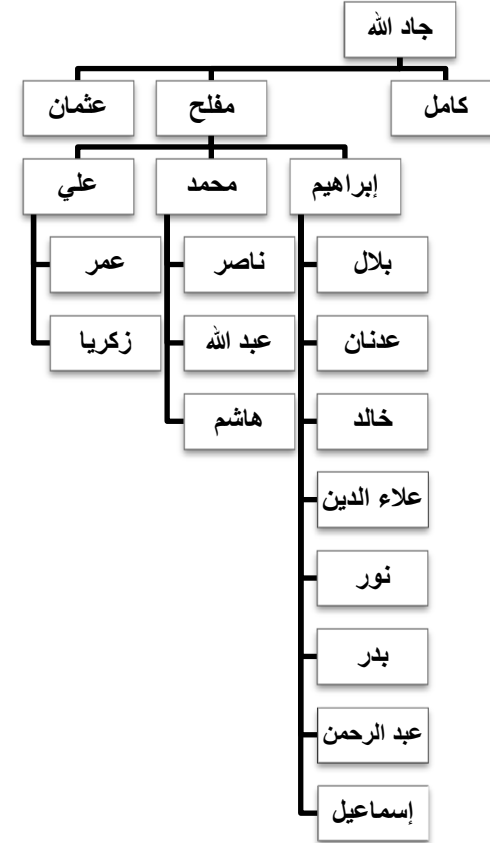 جاد الله
كامل
مفلح
عثمان
إبراهيم
محمد
علي
بلال
ناصر
عمر
عدنان
عبد الله
زكريا
خالد
هاشم
علاء الدين
نور
بدر
عبد الرحمن
إسماعيل